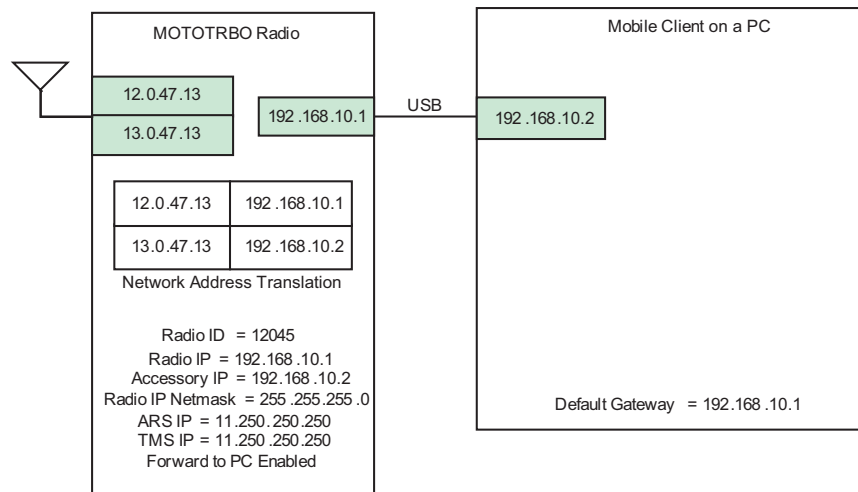 MOTOTRBO Radio
Mobile Client on a PC
12.0.47.13
13.0.47.13
192.168.10.1
USB
192.168.10.2
12.0.47.13 192.168.10.1
13.0.47.13 192.168.10.2
Network Address Translation
Radio ID = 12045
Radio IP = 192.168.10.1
Accessory IP = 192.168.10.2
Radio IP Netmask = 255.255.255.0
ARS IP = 11.250.250.250
TMS IP = 11.250.250.250
Forward to PC Enabled
Default Gateway = 192.168.10.1